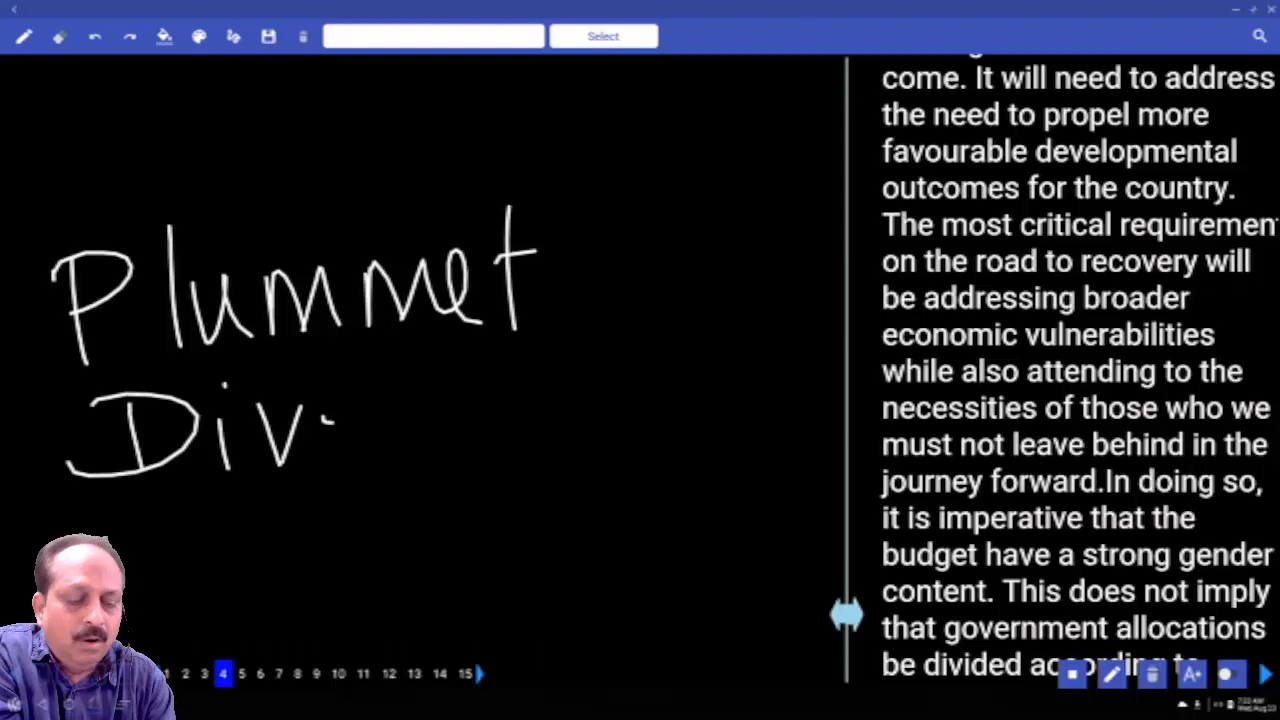 Select
Plummet
Div
come. It will need to address
the need to propel more
favourable developmental
outcomes for the country.
The most critical requiremen
on the road to recovery will
be addressing broader
economic vulnerabilities
while also attending to the
necessities of those who we
must not leave behind in the
journey forward.In doing so,
it is imperative that the
budget have a strong gender
content. This does not imply
that government allocations
be divided according to
1 2 3 4 5 6 7 8 9 10 11 12 13 14 15
A+